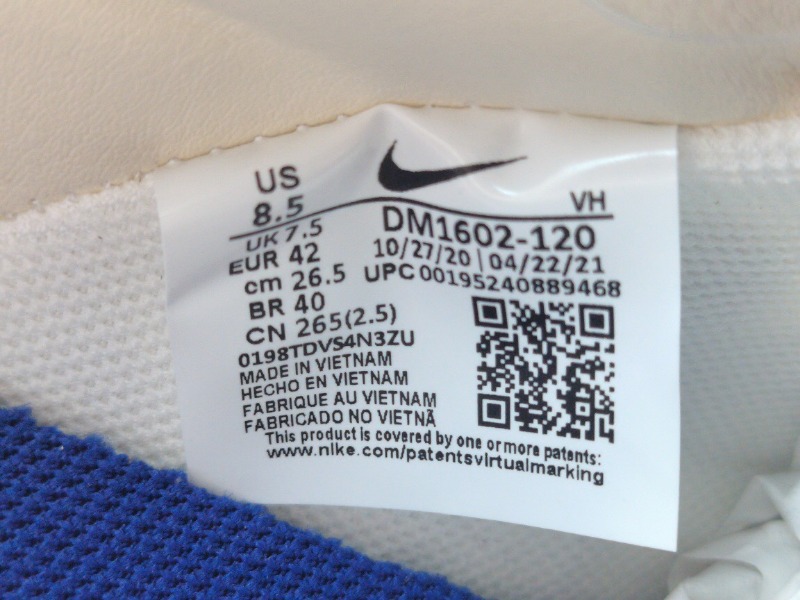 US
8.5
VH
UK 7.5
DM1602-120
EUR 42
10/27/20 | 04/22/21
cm 26.5
UPC 00195240889468
BR 40
CN 265(2.5)
0198TDVS4N3ZU
MADE IN VIETNAM
HECHO EN VIETNAM
FABRIQUE AU VIETNAM
FABRICADO NO VIETNÃ
This product is covered by one or more patents:
www.nike.com/patentsvirtualmarking